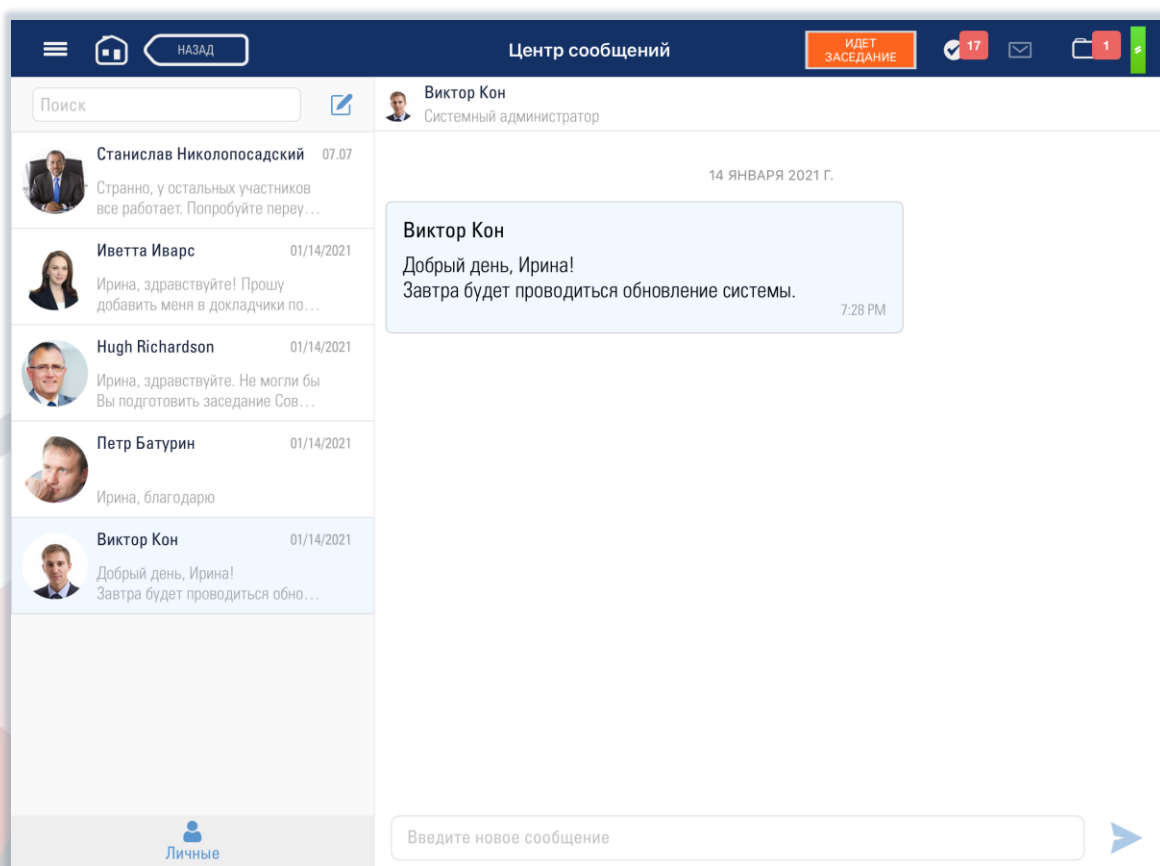 НАЗАД
Центр сообщений
ИДЕТ
ЗАСЕДАНИЕ
17
1
Поиск
Станислав Николопосадский 07.07
Странно, у остальных участников
все работает. Попробуйте переу...
Иветта Иварс 01/14/2021
Ирина, здравствуйте! Прошу
добавить меня в докладчики по...
Hugh Richardson 01/14/2021
Ирина, здравствуйте. Не могли бы
Вы подготовить заседание Сов...
Петр Батурин 01/14/2021
Ирина, благодарю
Виктор Кон 01/14/2021
Добрый день, Ирина!
Завтра будет проводиться обно...
Личные
Виктор Кон
Системный администратор
14 ЯНВАРЯ 2021 Г.
Виктор Кон
Добрый день, Ирина!
Завтра будет проводиться обновление системы.
7:28 PM
Введите новое сообщение